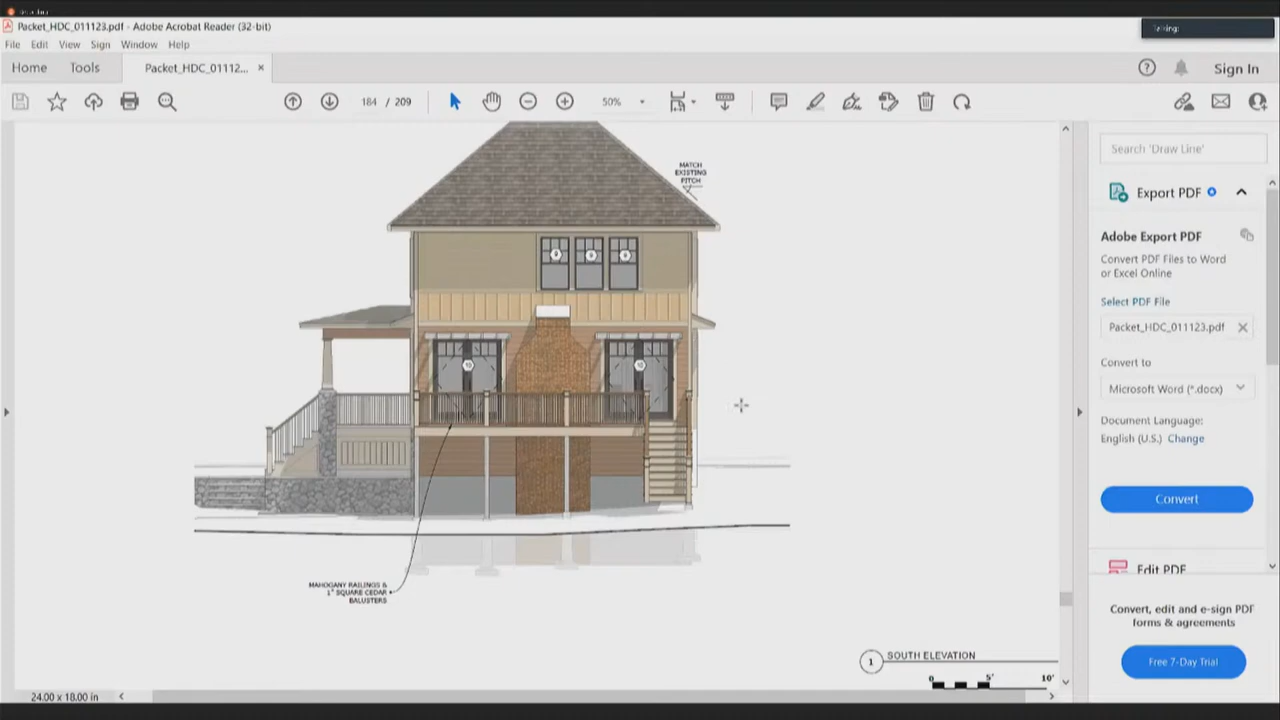 Packet_HDC_011123.pdf - Adobe Acrobat Reader (32-bit)
File Edit View Sign Window Help
Home Tools Packet_HDC_01112... × Sign In
184 / 209 50%
MATCH
EXISTING
PITCH
MAHOGANY RAILINGS &
1" SQUARE CEDAR
BALUSTERS
1 SOUTH ELEVATION
0 5' 10'
24.00 x 18.00 in
Search 'Draw Line'
Export PDF
Adobe Export PDF
Convert PDF Files to Word
or Excel Online
Select PDF File
Packet_HDC_011123.pdf
Convert to
Microsoft Word (*.docx)
Document Language:
English (U.S.) Change
Convert
Edit PDF
Convert, edit and e-sign PDF
forms & agreements
Free 7-Day Trial